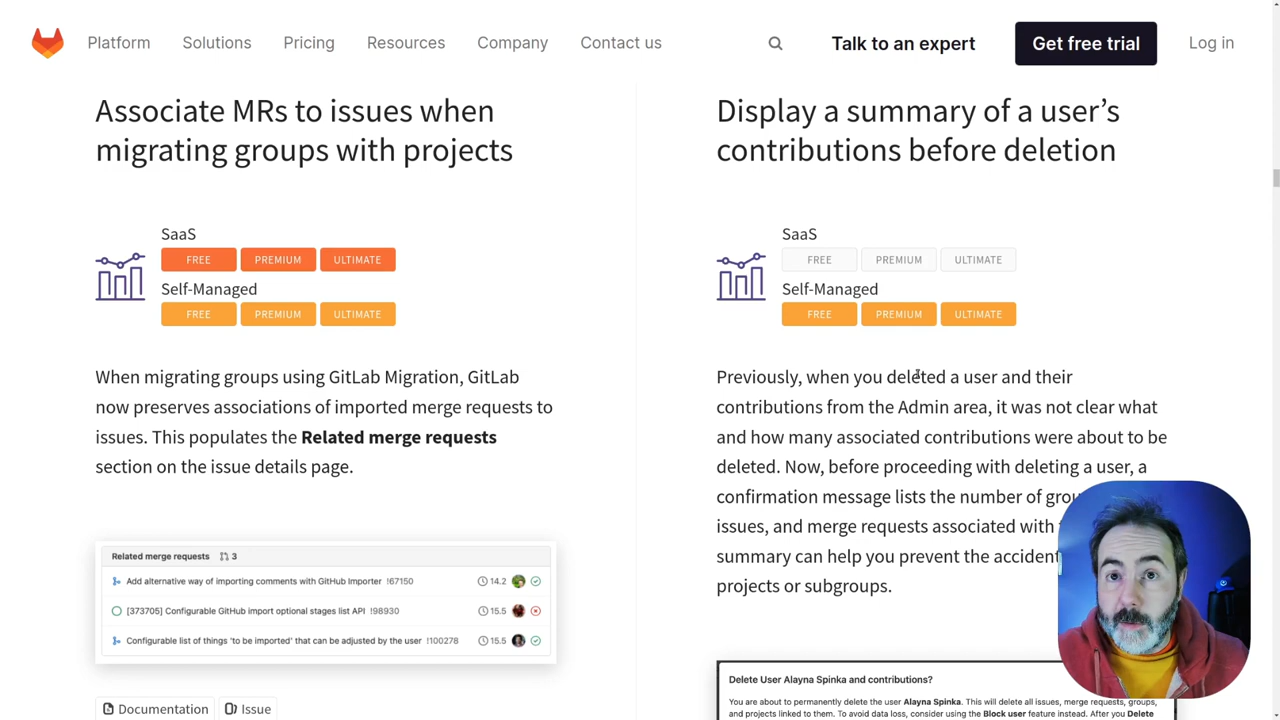 Platform Solutions Pricing Resources Company Contact us Talk to an expert Get free trial Log in
Associate MRs to issues when
migrating groups with projects
SaaS
FREE PREMIUM ULTIMATE
Self-Managed
FREE PREMIUM ULTIMATE
When migrating groups using GitLab Migration, GitLab
now preserves associations of imported merge requests to
issues. This populates the Related merge requests
section on the issue details page.
Related merge requests 3
Add alternative way of importing comments with GitHub Importer !67150 14.2
[373705] Configurable GitHub import optional stages list API !98930 15.5
Configurable list of things 'to be imported' that can be adjusted by the user !100278 15.5
Documentation Issue
Display a summary of a user’s
contributions before deletion
SaaS
FREE PREMIUM ULTIMATE
Self-Managed
FREE PREMIUM ULTIMATE
Previously, when you deleted a user and their
contributions from the Admin area, it was not clear what
and how many associated contributions were about to be
deleted. Now, before proceeding with deleting a user, a
confirmation message lists the number of
issues, and merge requests associated with
summary can help you prevent the
projects or subgroups.
Delete User Alayna Spinka and contributions?
You are about to permanently delete the user Alayna Spinka. This will delete all issues, merge requests, groups,
and projects linked to them. To avoid data loss, consider using the Block user feature instead. After you Delete